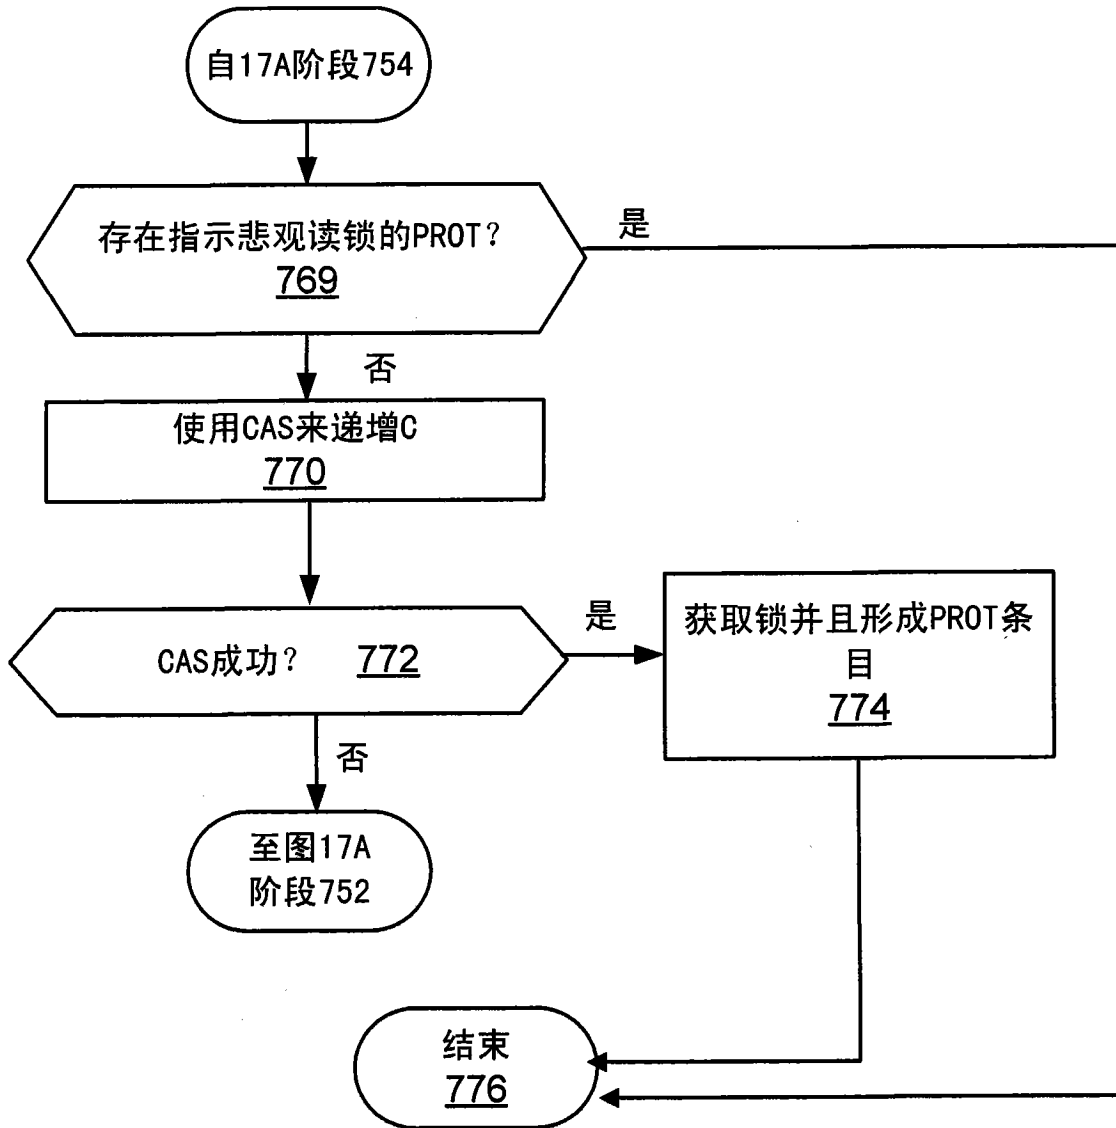 自17A阶段754
存在指示悲观读锁的PROT?
769
是
否
使用CAS来递增C
770
CAS成功? 772
是
获取锁并且形成PROT条
目
774
否
至图17A
阶段752
结束
776